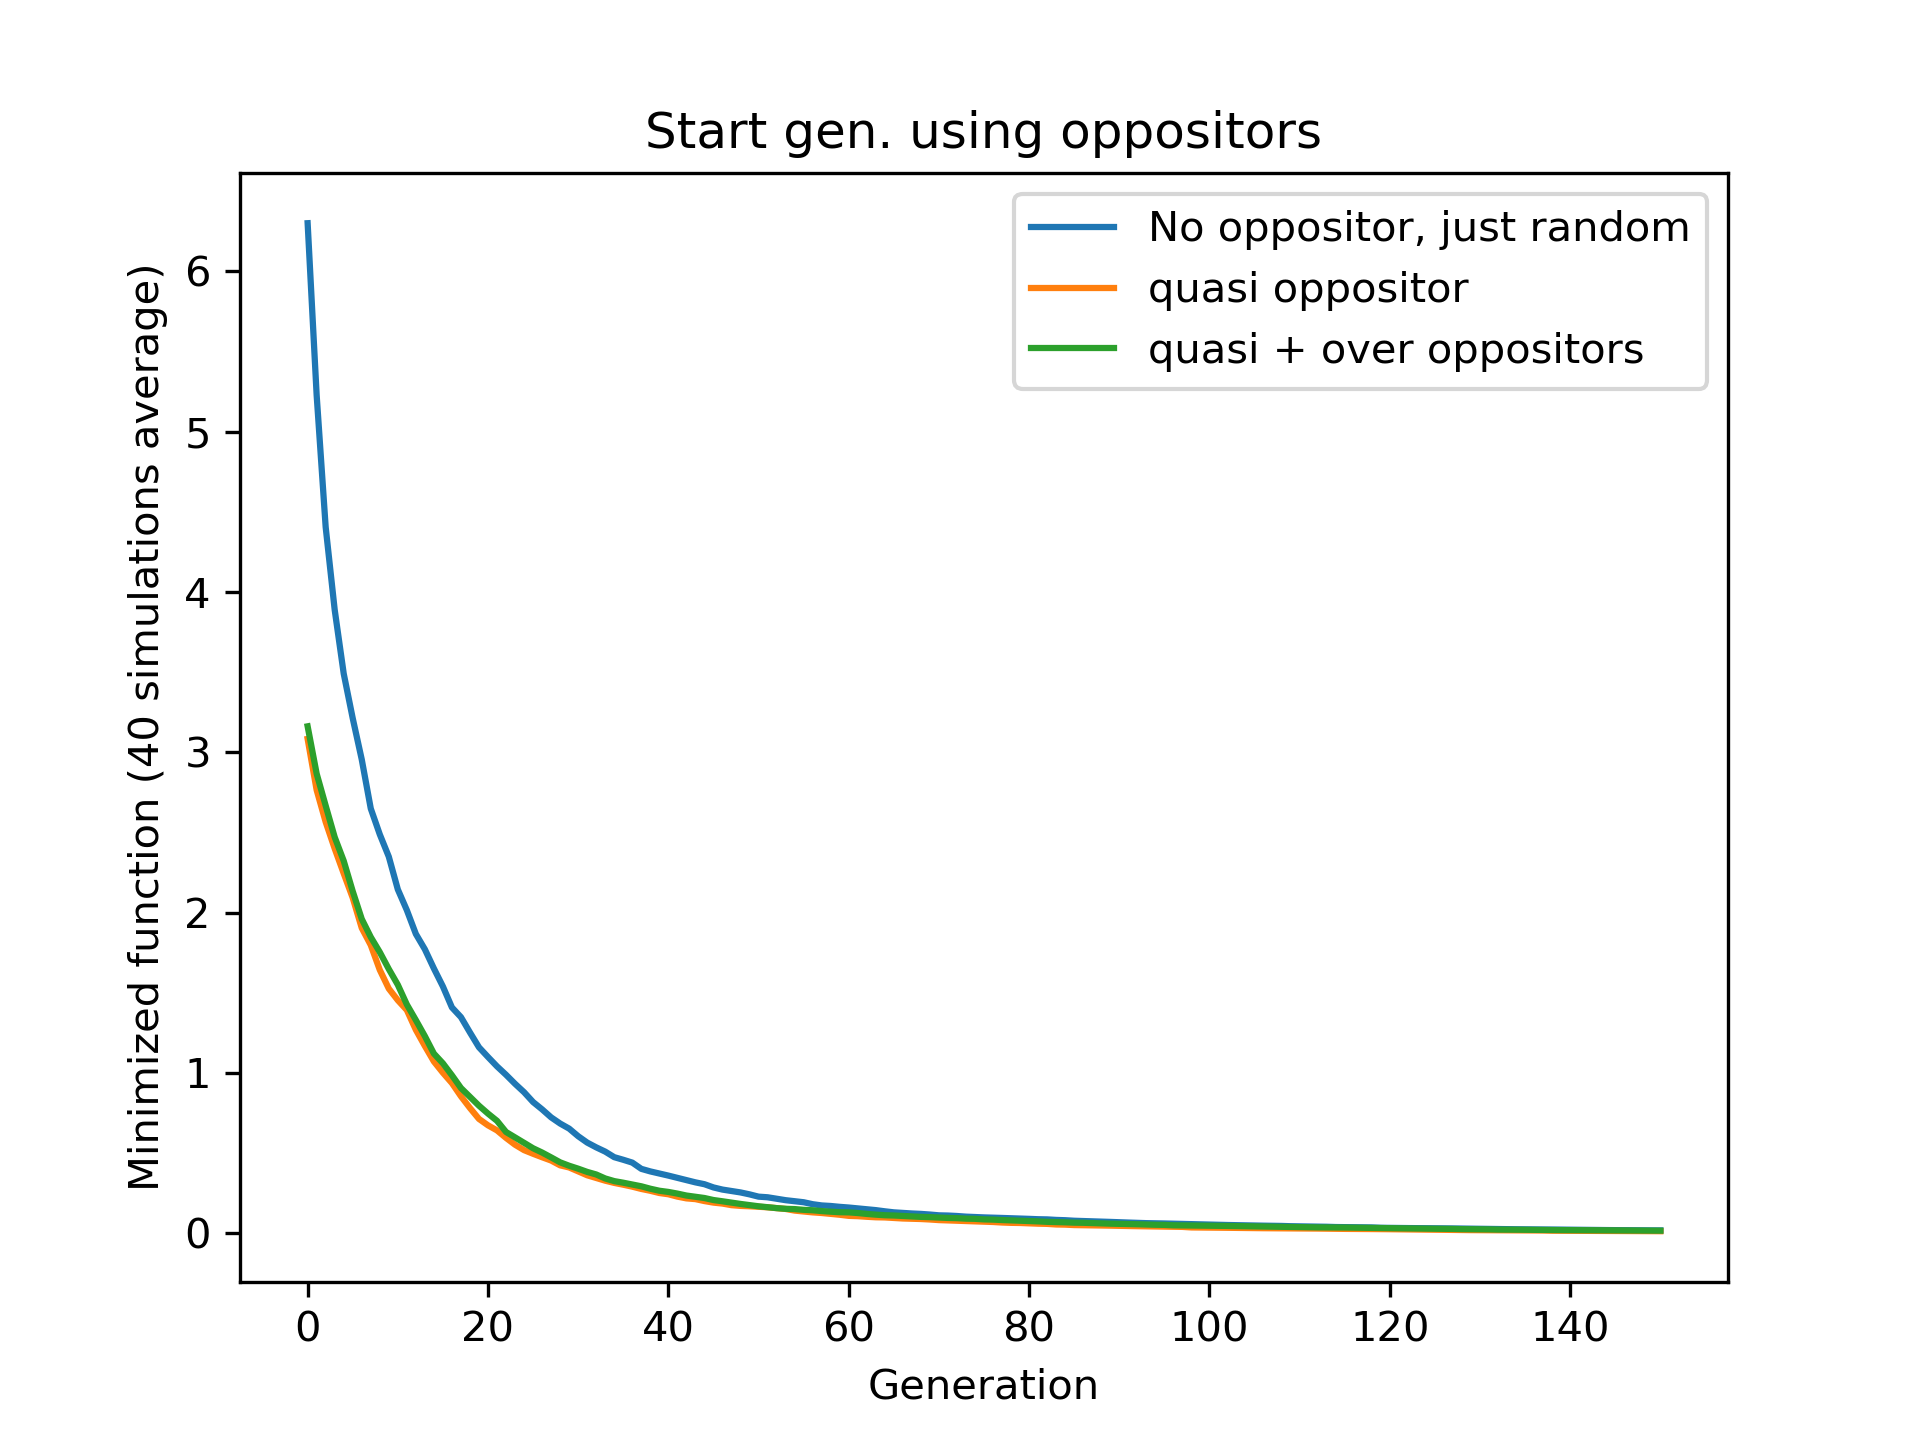 Start gen. using oppositors
No oppositor, just random
quasi oppositor
quasi + over oppositors
Minimized function (40 simulations average)
6
5
4
3
2
1
0
0 20 40 60 80 100 120 140
Generation